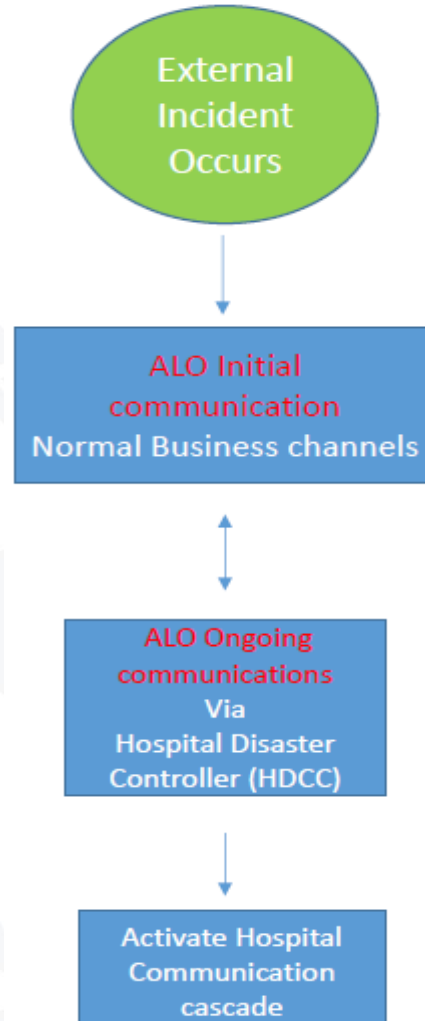 External
Incident
Occurs
ALO Initial
communication
Normal Business channels
ALO Ongoing
communications
Via
Hospital Disaster
Controller (HDCC)
Activate Hospital
Communication
cascade